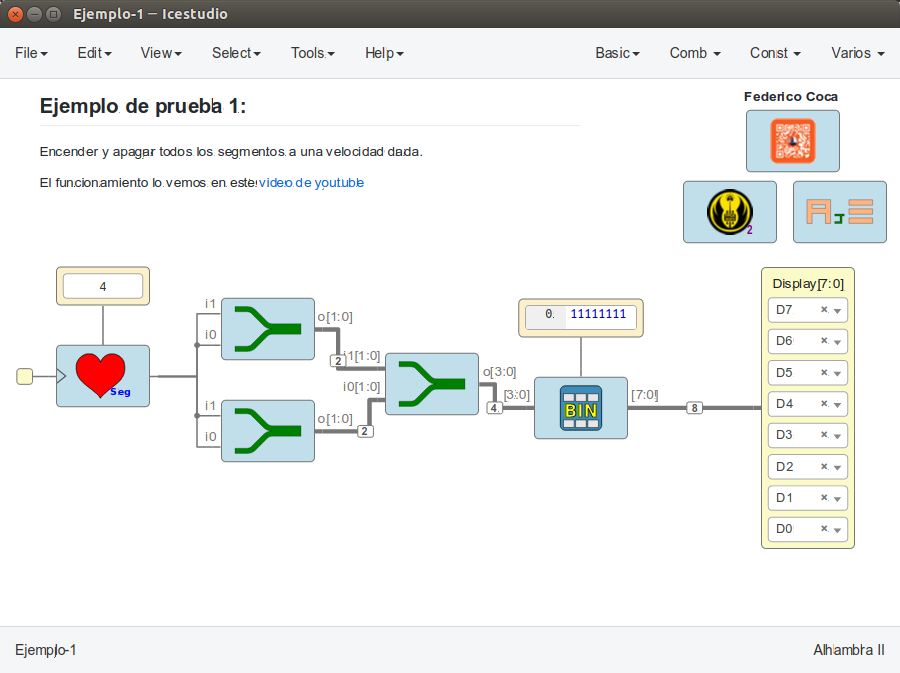 Ejemplo-1 – Icestudio
File Edit View Select Tools Help Basic Comb Const Varios
Ejemplo de prueba 1:
Encender y apagar todos los segmentos a una velocidad dada.
El funcionamiento lo vemos en este video de youtuble
Federico Coca
2
4
Seg
i1
i0
o[1:0]
2
i1
i0
o[1:0]
2
i1[1:0]
i0[1:0]
o[3:0]
4
0. 11111111
[3:0]
BIN
[7:0]
8
Display[7:0]
D7
D6
D5
D4
D3
D2
D1
D0
Ejemplo-1
Alhambra II